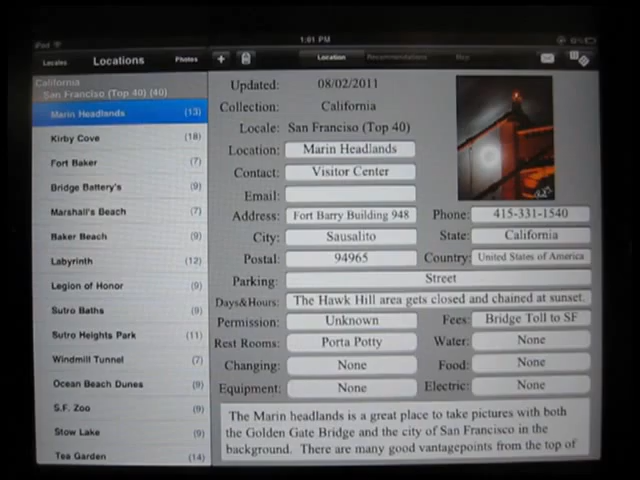 iPod 1:01 PM
Locales Locations Photos + Location Recommendations Map
California
San Franciso (Top 40) (40)
Marin Headlands (13)
Kirby Cove (18)
Fort Baker (7)
Bridge Battery's (9)
Marshall's Beach (7)
Baker Beach (9)
Labyrinth (12)
Legion of Honor (9)
Sutro Baths (9)
Sutro Heights Park (11)
Windmill Tunnel (7)
Ocean Beach Dunes (9)
S.F. Zoo (9)
Stow Lake (9)
Tea Garden (14)
Updated: 08/02/2011
Collection: California
Locale: San Franciso (Top 40)
Location: Marin Headlands
Contact: Visitor Center
Email:
Address: Fort Barry Building 948 Phone: 415-331-1540
City: Sausalito State: California
Postal: 94965 Country: United States of America
Parking: Street
Days&Hours: The Hawk Hill area gets closed and chained at sunset.
Permission: Unknown Fees: Bridge Toll to SF
Rest Rooms: Porta Potty Water: None
Changing: None Food: None
Equipment: None Electric: None
The Marin headlands is a great place to take pictures with both
the Golden Gate Bridge and the city of San Francisco in the
background. There are many good vantagepoints from the top of